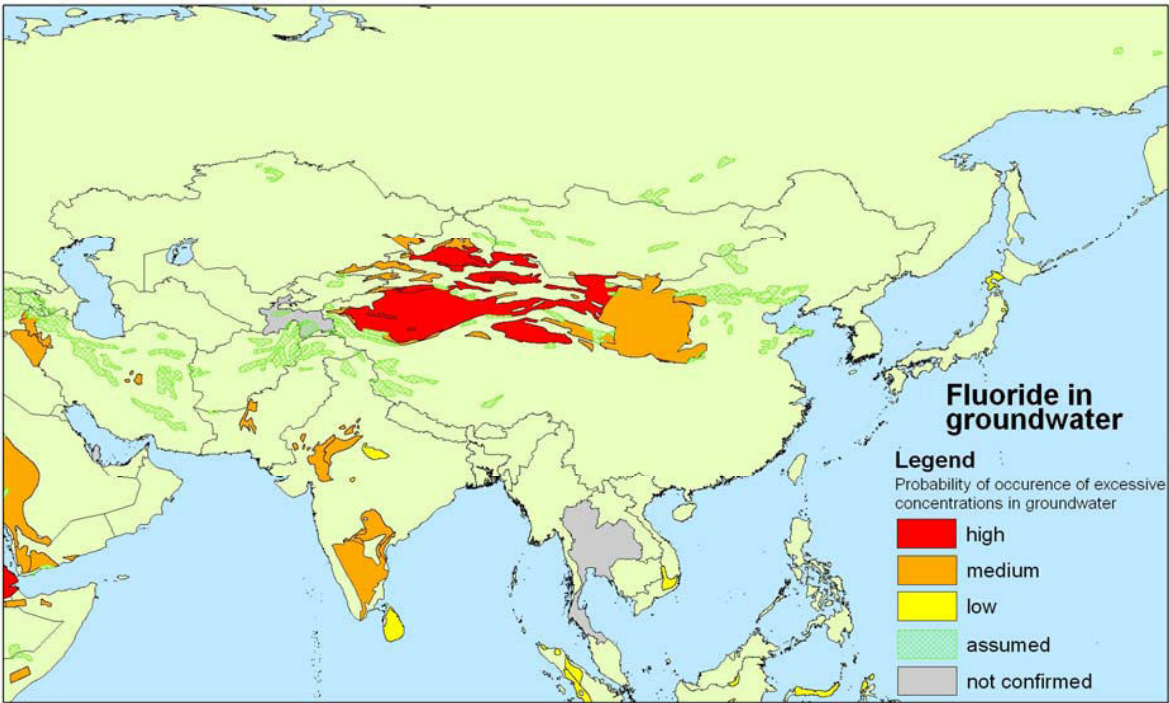 Fluoride in
groundwater
Legend
Probability of occurence of excessive
concentrations in groundwater
high
medium
low
assumed
not confirmed